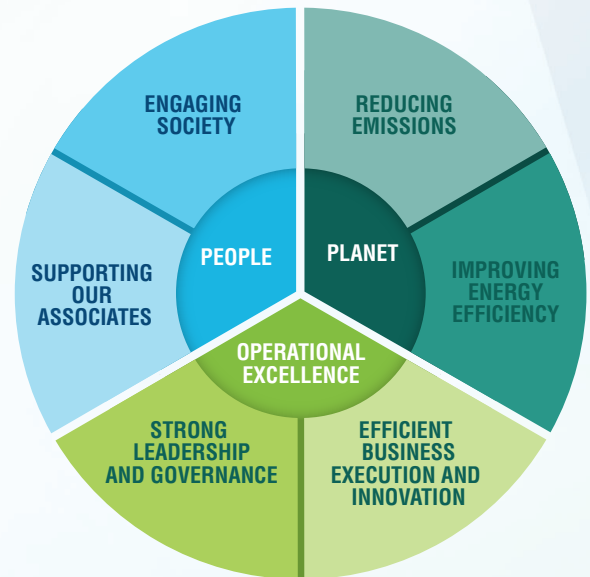 ENGAGING
SOCIETY
REDUCING
EMISSIONS
SUPPORTING
OUR
ASSOCIATES
PEOPLE
PLANET
IMPROVING
ENERGY
EFFICIENCY
OPERATIONAL
EXCELLENCE
STRONG
LEADERSHIP
AND GOVERNANCE
EFFICIENT
BUSINESS
EXECUTION AND
INNOVATION